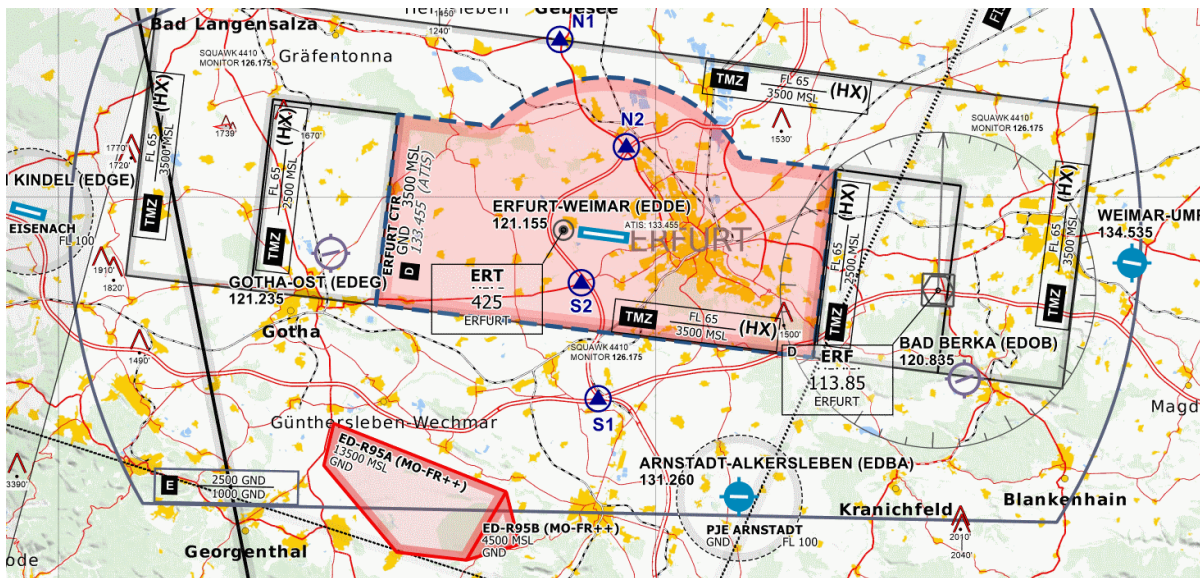 Bad Langensalza
1240'
Gebesee
N1
SQUAWK 4410
MONITOR 126.175
Gräfentonna
TMZ
FL 65
3500 MSL
(HX)
1739'
1670'
1770'
1720'
FL 65
3500 MSL
(HX)
TMZ
FL 65
2500 MSL
(HX)
TMZ
N2
1530'
SQUAWK 4410
MONITOR 126.175
KINDEL (EDGE)
EISENACH
FL 100
1910'
1820'
ERFURT CTR
GND 3500 MSL
133.455 (ATIS)
D
ERFURT-WEIMAR (EDDE)
121.155
ATIS: 133.455
ERFURT
FL 65
2500 MSL
(HX)
TMZ
FL 65
3500 MSL
(HX)
TMZ
134.535
GOTHA-OST (EDEG)
121.235
ERT
425
ERFURT
S2
Gotha
TMZ
FL 65
3500 MSL
(HX)
1500'
1490'
SQUAWK 4410
MONITOR 126.175
D
ERF
113.85
ERFURT
BAD BERKA (EDOB)
120.835
S1
Günthersleben-Wechmar
Magd
ED-R95A (MO-FR++)
13500 MSL
GND
3390'
E
2500 GND
1000 GND
ARNSTADT-ALKERSLEBEN (EDBA)
131.260
PJE ARNSTADT
GND
FL 100
Kranichfeld
Blankenhain
2010'
2040'
ED-R95B (MO-FR++)
4500 MSL
GND
Georgenthal
ode